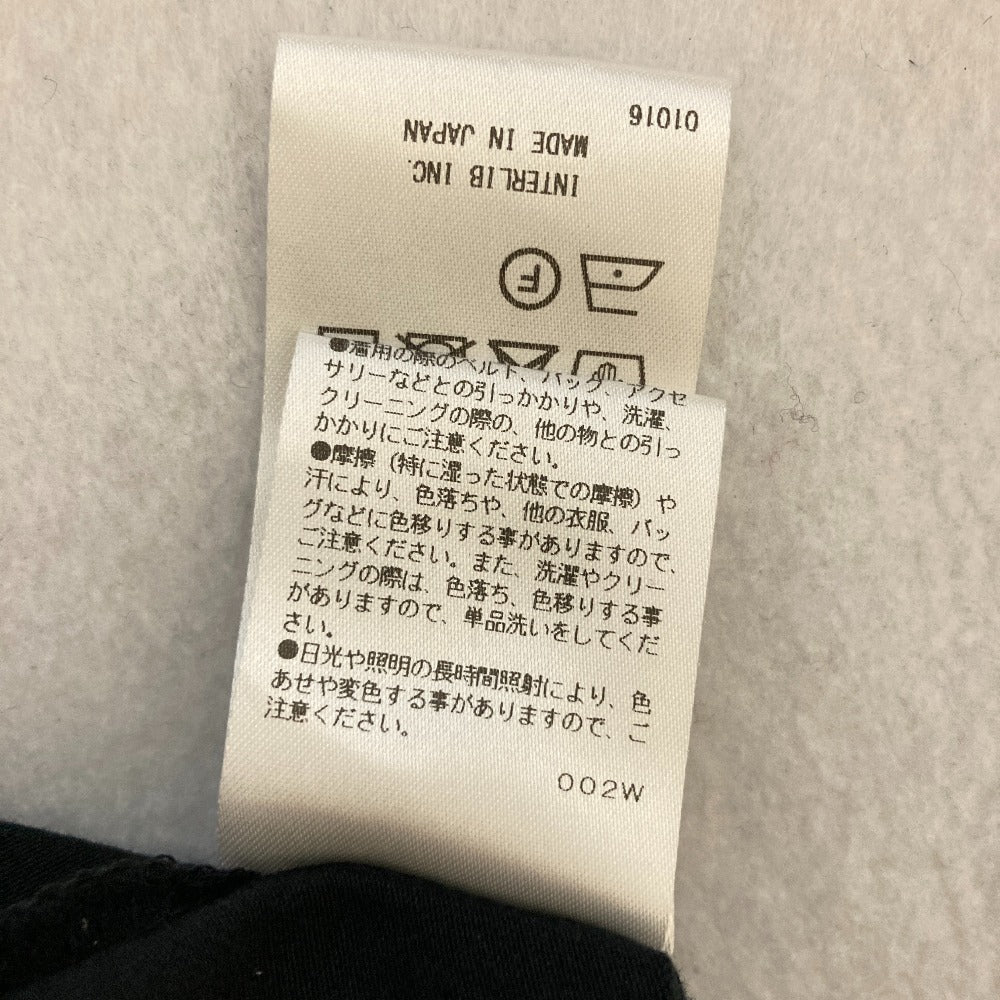 01016
MADE IN JAPAN
INTERLIB INC.
F
●着用の際のベルト、バッグ、アクセ
サリーなどとの引っかかりや、洗濯、
クリーニングの際の、他の物との引っ
かかりにご注意ください。
●摩擦（特に湿った状態での摩擦）や
汗により、色落ちや、他の衣服、バッ
グなどに色移りする事がありますので、
ご注意ください。また、洗濯やクリー
ニングの際は、色落ち、色移りする事
がありますので、単品洗いをしてくだ
さい。
●日光や照明の長時間照射により、色
あせや変色する事がありますので、ご
注意ください。
002W